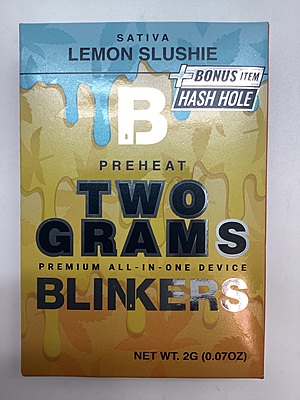 SATIVA
LEMON SLUSHIE
+BONUS ITEM
HASH HOLE
B
PREHEAT
TWO
GRAMS
PREMIUM ALL-IN-ONE DEVICE
BLINKERS
NET WT. 2G (0.07OZ)